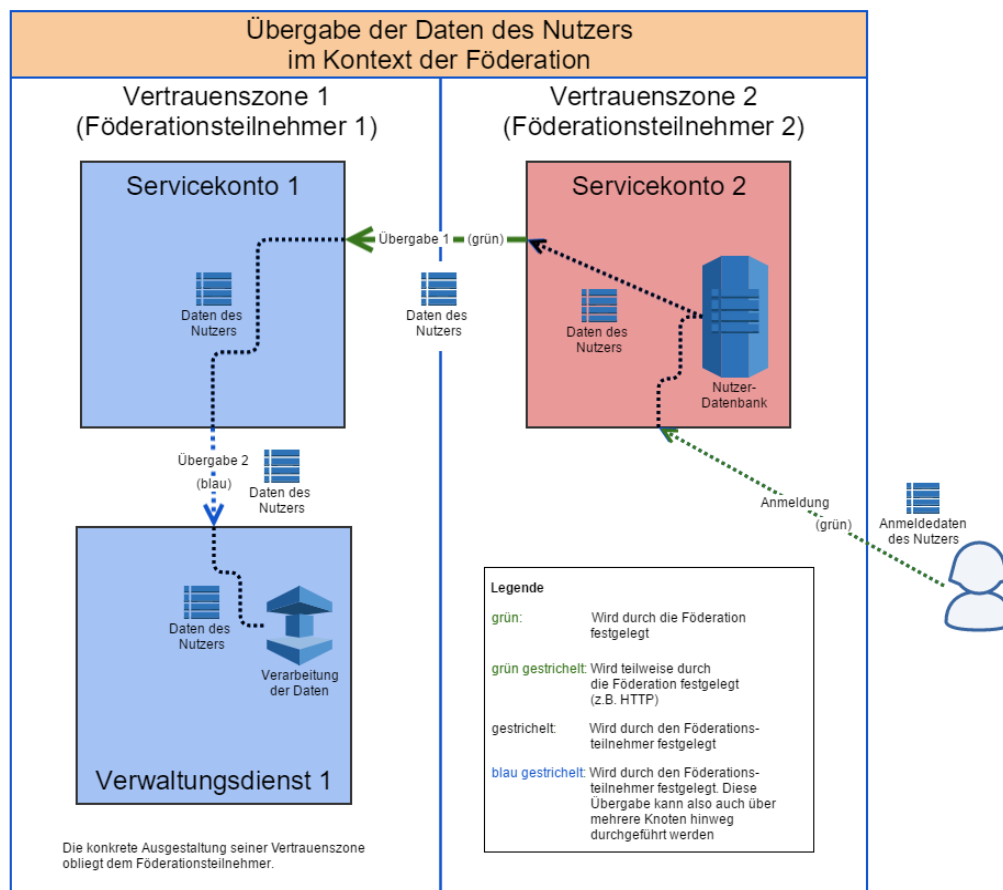 Übergabe der Daten des Nutzers
im Kontext der Föderation
Vertrauenszone 1
(Föderationsteilnehmer 1)
Vertrauenszone 2
(Föderationsteilnehmer 2)
Servicekonto 1
Servicekonto 2
Übergabe 1 (grün)
Daten des
Nutzers
Daten des
Nutzers
Daten des
Nutzers
Nutzer-
Datenbank
Übergabe 2
(blau)
Daten des
Nutzers
Anmeldung
(grün)
Anmeldedaten
des Nutzers
Daten des
Nutzers
Verarbeitung
der Daten
Verwaltungsdienst 1
Legende
grün: Wird durch die Föderation
festgelegt
grün gestrichelt: Wird teilweise durch
die Föderation festgelegt
(z.B. HTTP)
gestrichelt: Wird durch den Föderations-
teilnehmer festgelegt
blau gestrichelt: Wird durch den Föderations-
teilnehmer festgelegt. Diese
Übergabe kann also auch über
mehrere Knoten hinweg
durchgeführt werden
Die konkrete Ausgestaltung seiner Vertrauenszone
obliegt dem Föderationsteilnehmer.